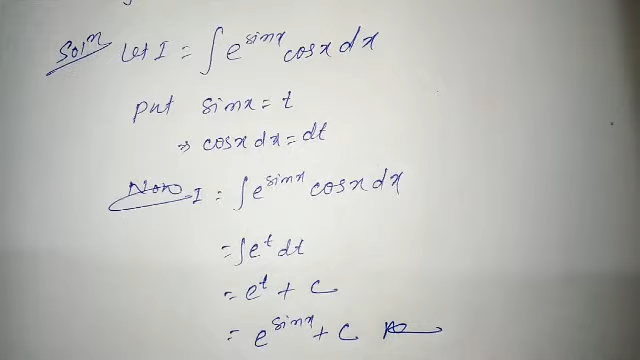 Solⁿ Let I = ∫ e^{sinx} cosx dx
put sinx = t
⇒ cosx dx = dt
Now I = ∫ e^{sinx} cosx dx
= ∫ e^t dt
= e^t + C
= e^{sinx} + C